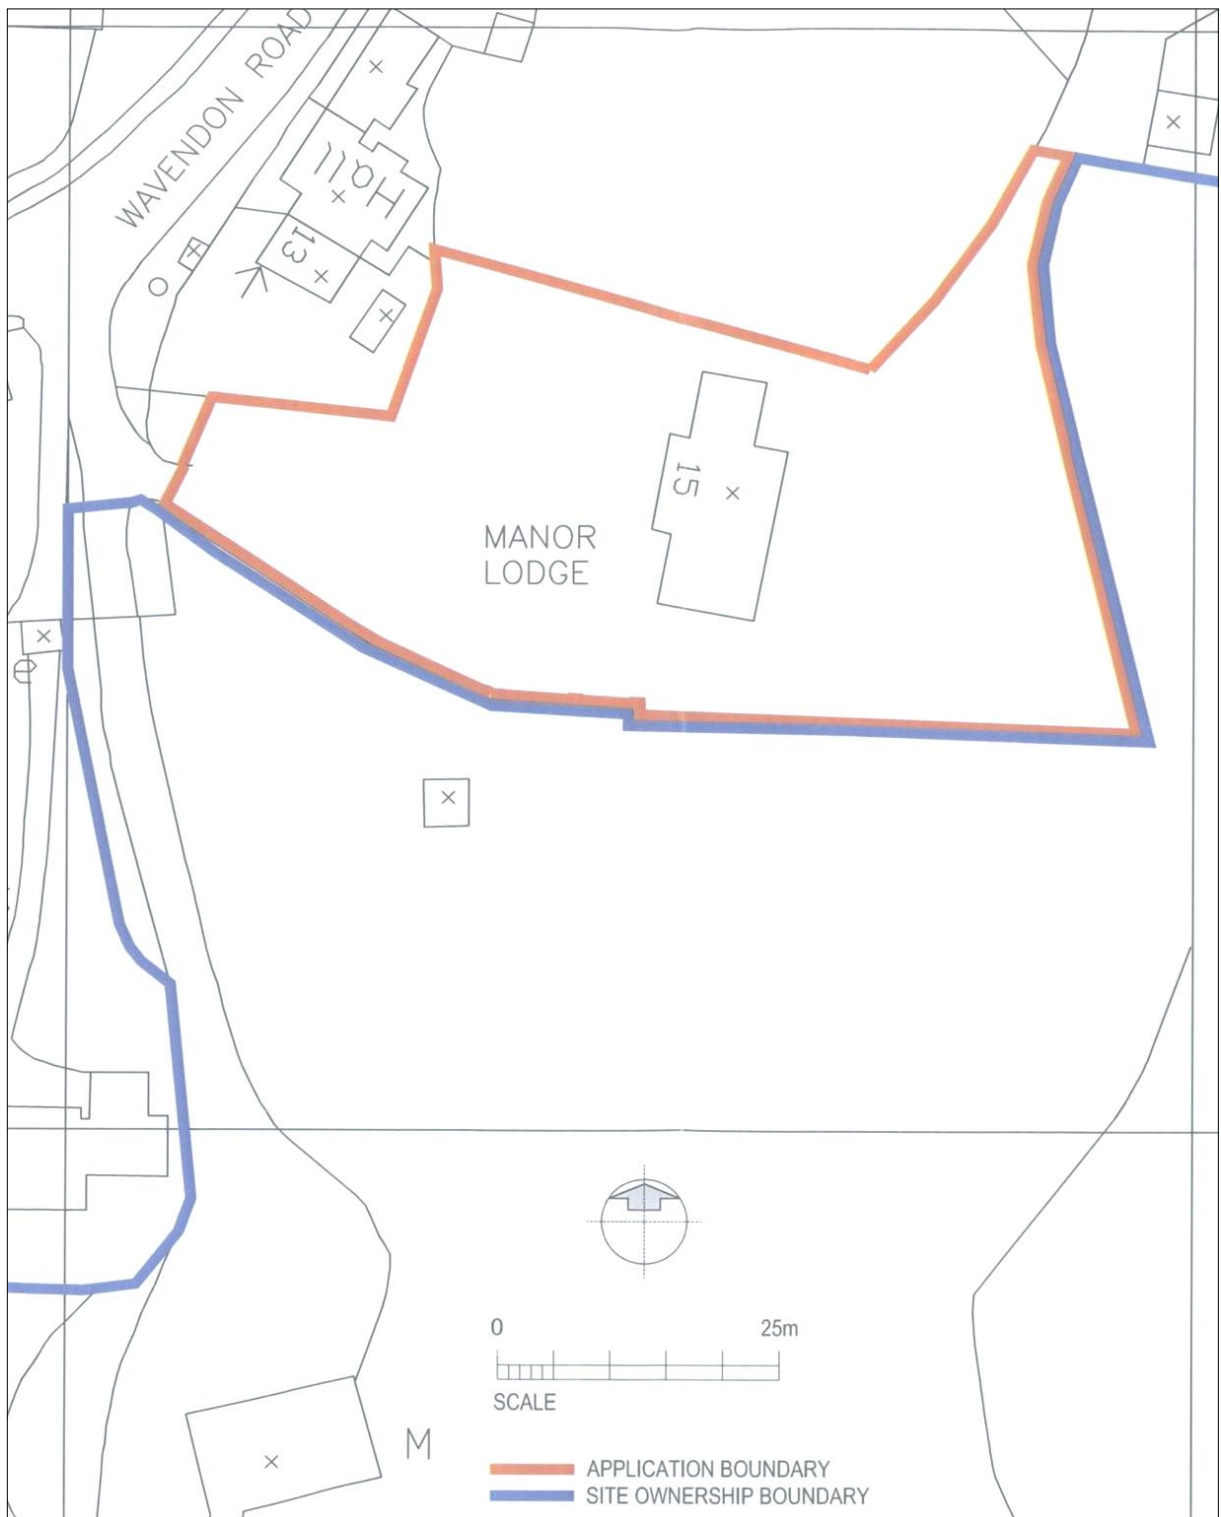 WAVENDON ROAD
Hall
13
15
MANOR
LODGE
e
0 25m
SCALE
M
APPLICATION BOUNDARY
SITE OWNERSHIP BOUNDARY